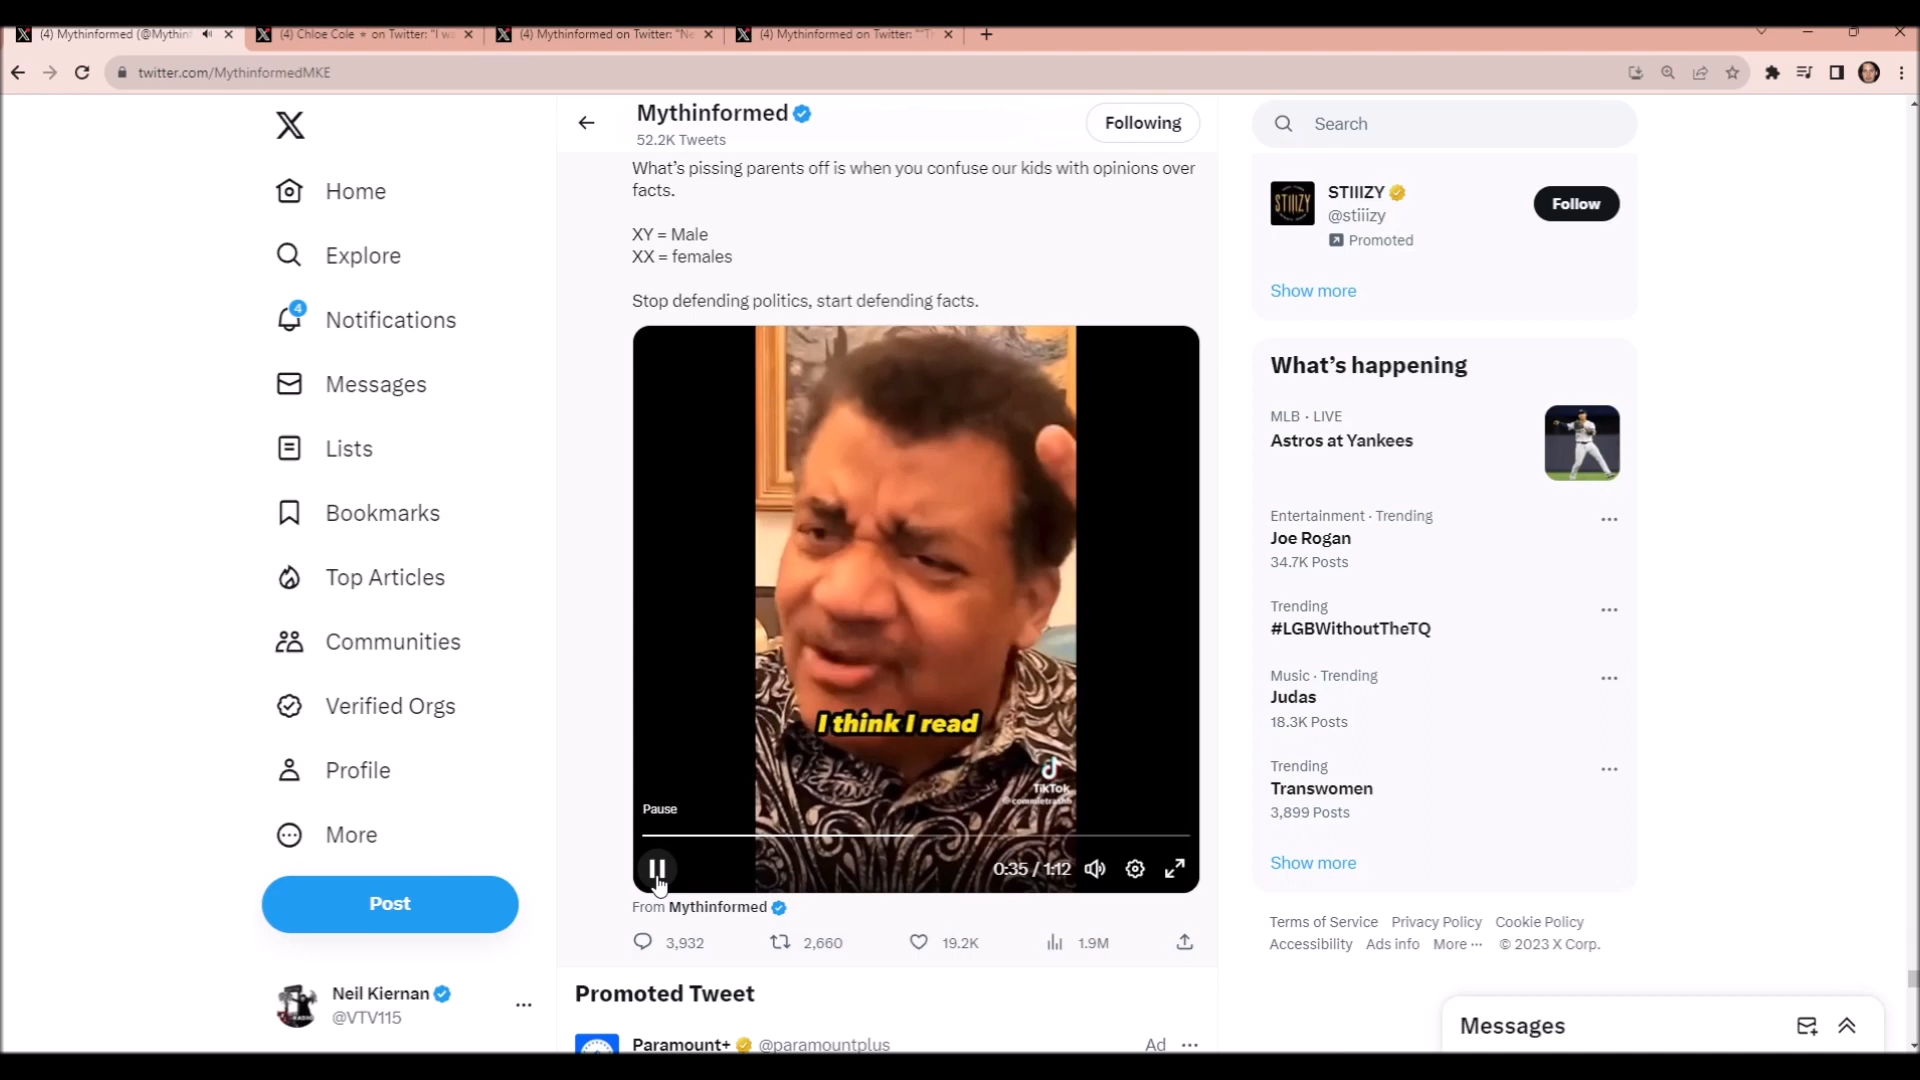 (4) Mythinformed (@Mythin
(4) Chloe Cole ⭐ on Twitter: "I wa
(4) Mythinformed on Twitter: "Ne
(4) Mythinformed on Twitter: ""Th
twitter.com/MythinformedMKE
Home
Explore
4
Notifications
Messages
Lists
Bookmarks
Top Articles
Communities
Verified Orgs
Profile
More
Post
Neil Kiernan
@VTV115
Mythinformed
52.2K Tweets
Following
What's pissing parents off is when you confuse our kids with opinions over
facts.
XY = Male
XX = females
Stop defending politics, start defending facts.
I think I read
TikTok
Pause
0:35 / 1:12
From Mythinformed
3,932
2,660
19.2K
1.9M
Promoted Tweet
Paramount+ @paramountplus
Ad
Search
STIIIZY
STIIIZY
@stiiizy
Promoted
Follow
Show more
What's happening
MLB · LIVE
Astros at Yankees
Entertainment · Trending
Joe Rogan
34.7K Posts
Trending
#LGBWithoutTheTQ
Music · Trending
Judas
18.3K Posts
Trending
Transwomen
3,899 Posts
Show more
Terms of Service Privacy Policy Cookie Policy
Accessibility Ads info More ··· © 2023 X Corp.
Messages